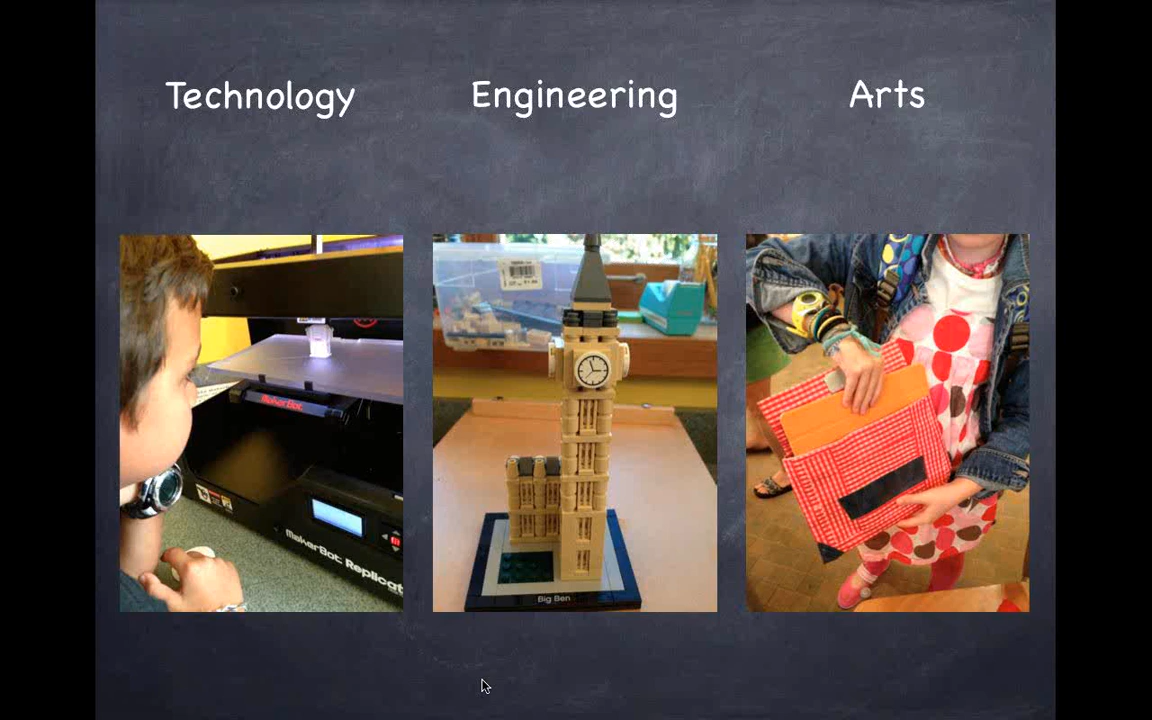 Technology
Engineering
Arts
MakerBot
MakerBot Replicat
Big Ben